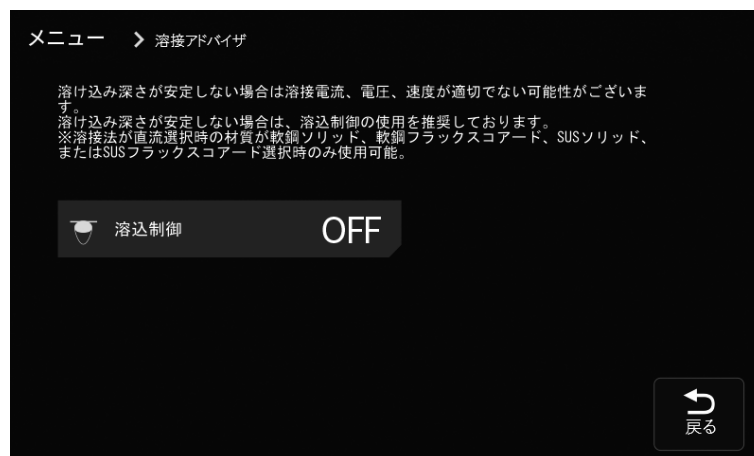 メニュー > 溶接アドバイザ
溶け込み深さが安定しない場合は溶接電流、電圧、速度が適切でない可能性がございま
す。
溶け込み深さが安定しない場合は、溶込制御の使用を推奨しております。
※溶接法が直流選択時の材質が軟鋼ソリッド、軟鋼フラックスコアード、SUSソリッド、
またはSUSフラックスコアード選択時のみ使用可能。
溶込制御 OFF
戻る